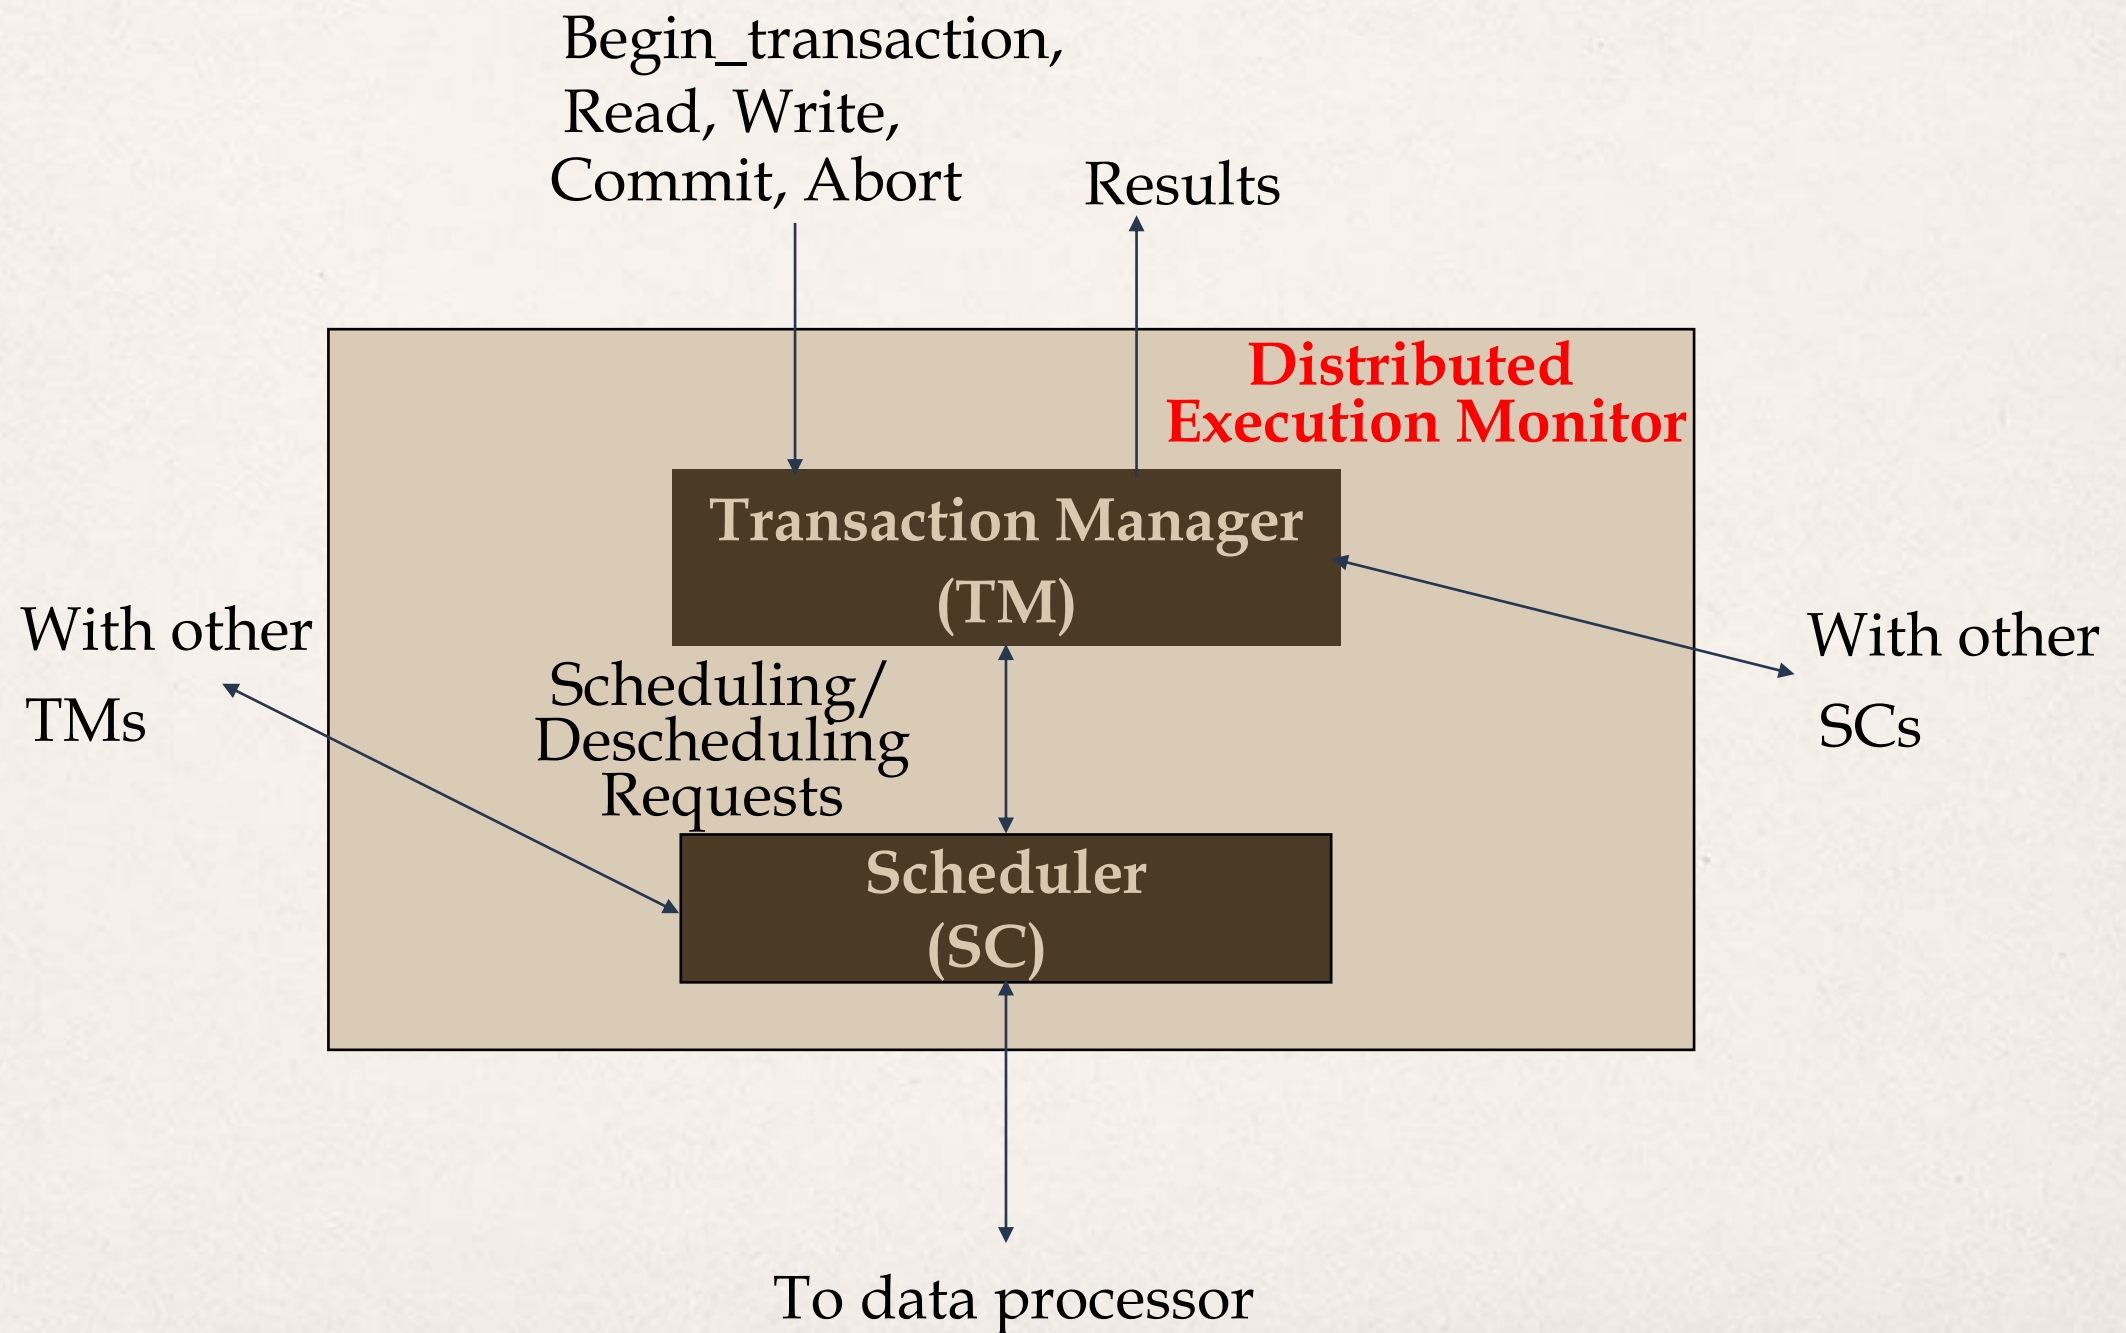 Begin_transaction,
Read, Write,
Commit, Abort
Results
Distributed
Execution Monitor
Transaction Manager
(TM)
With other
TMs
With other
SCs
Scheduling/
Descheduling
Requests
Scheduler
(SC)
To data processor